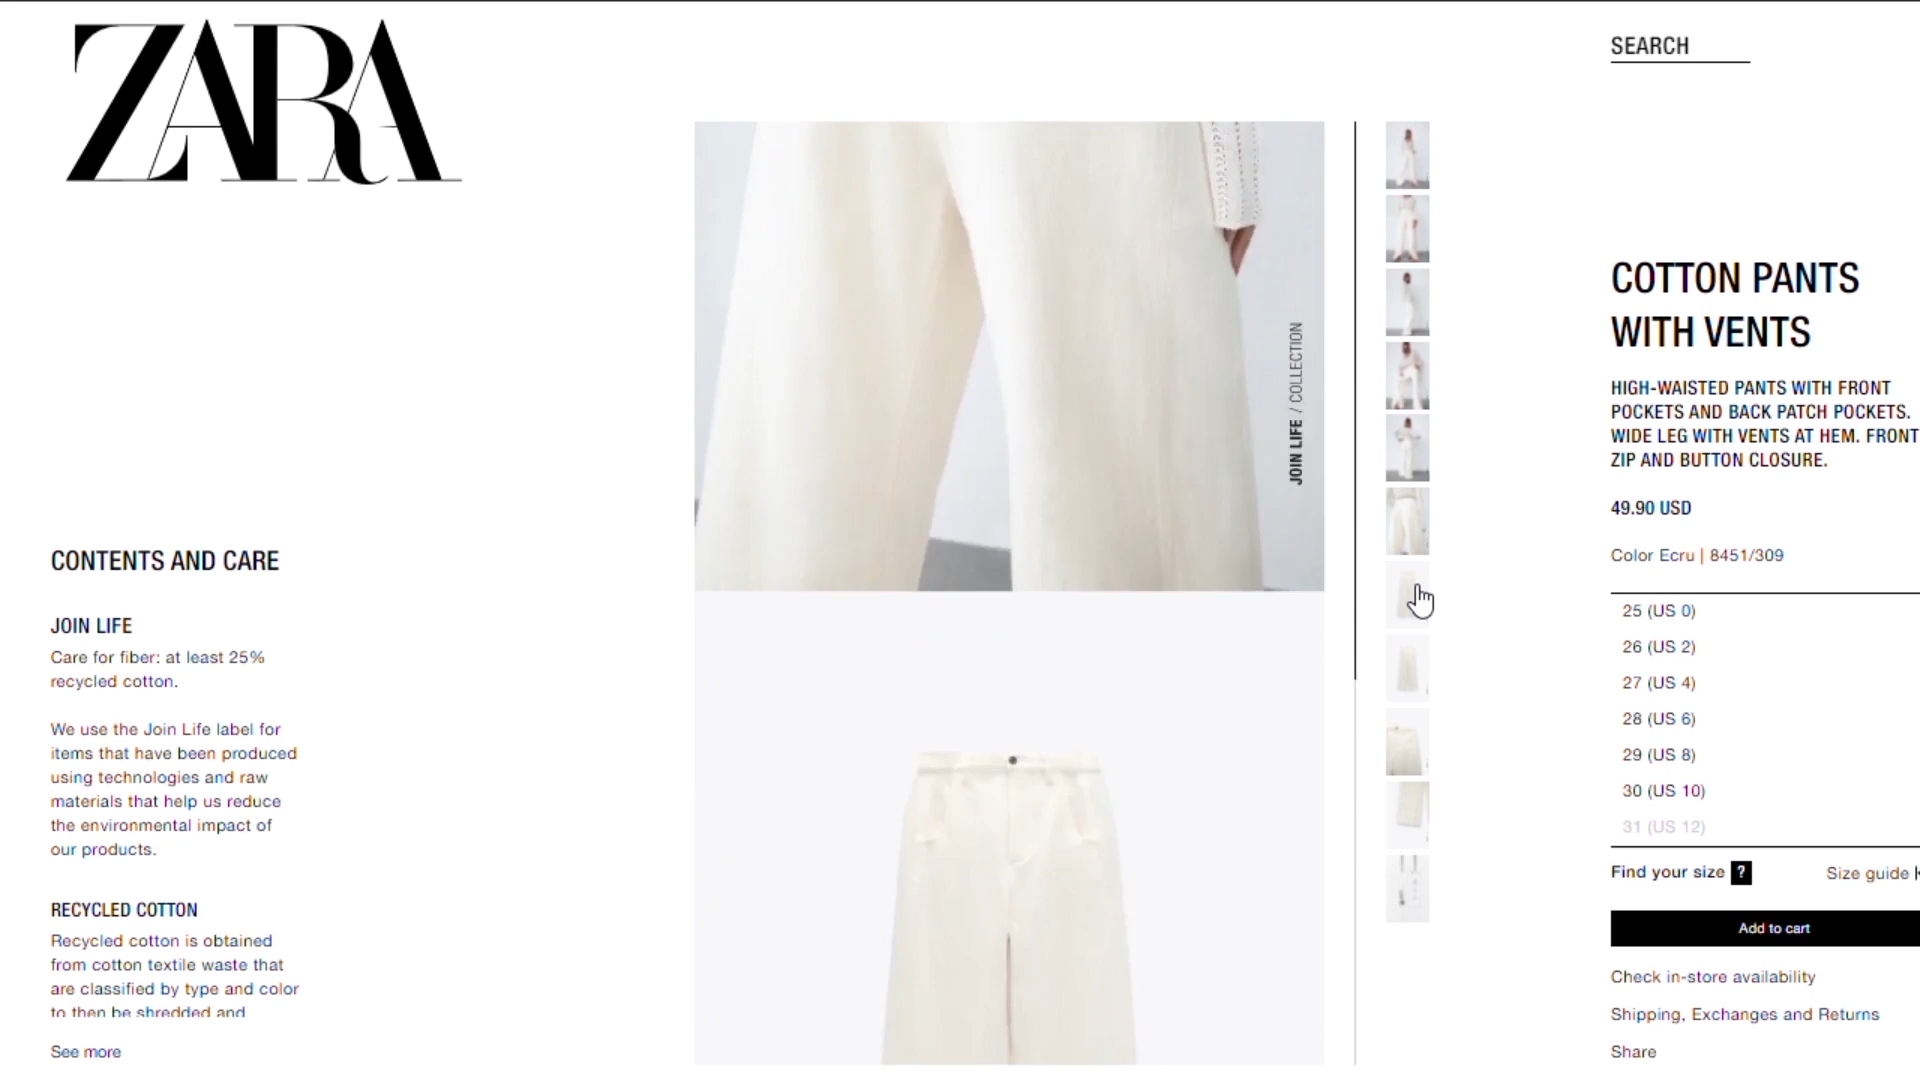 ZARA
SEARCH
JOIN LIFE / COLLECTION
CONTENTS AND CARE
JOIN LIFE
Care for fiber: at least 25%
recycled cotton.
We use the Join Life label for
items that have been produced
using technologies and raw
materials that help us reduce
the environmental impact of
our products.
RECYCLED COTTON
Recycled cotton is obtained
from cotton textile waste that
are classified by type and color
to then be shredded and
See more
COTTON PANTS
WITH VENTS
HIGH-WAISTED PANTS WITH FRONT
POCKETS AND BACK PATCH POCKETS.
WIDE LEG WITH VENTS AT HEM. FRONT
ZIP AND BUTTON CLOSURE.
49.90 USD
Color Ecru | 8451/309
25 (US 0)
26 (US 2)
27 (US 4)
28 (US 6)
29 (US 8)
30 (US 10)
31 (US 12)
Find your size ? Size guide
Add to cart
Check in-store availability
Shipping, Exchanges and Returns
Share